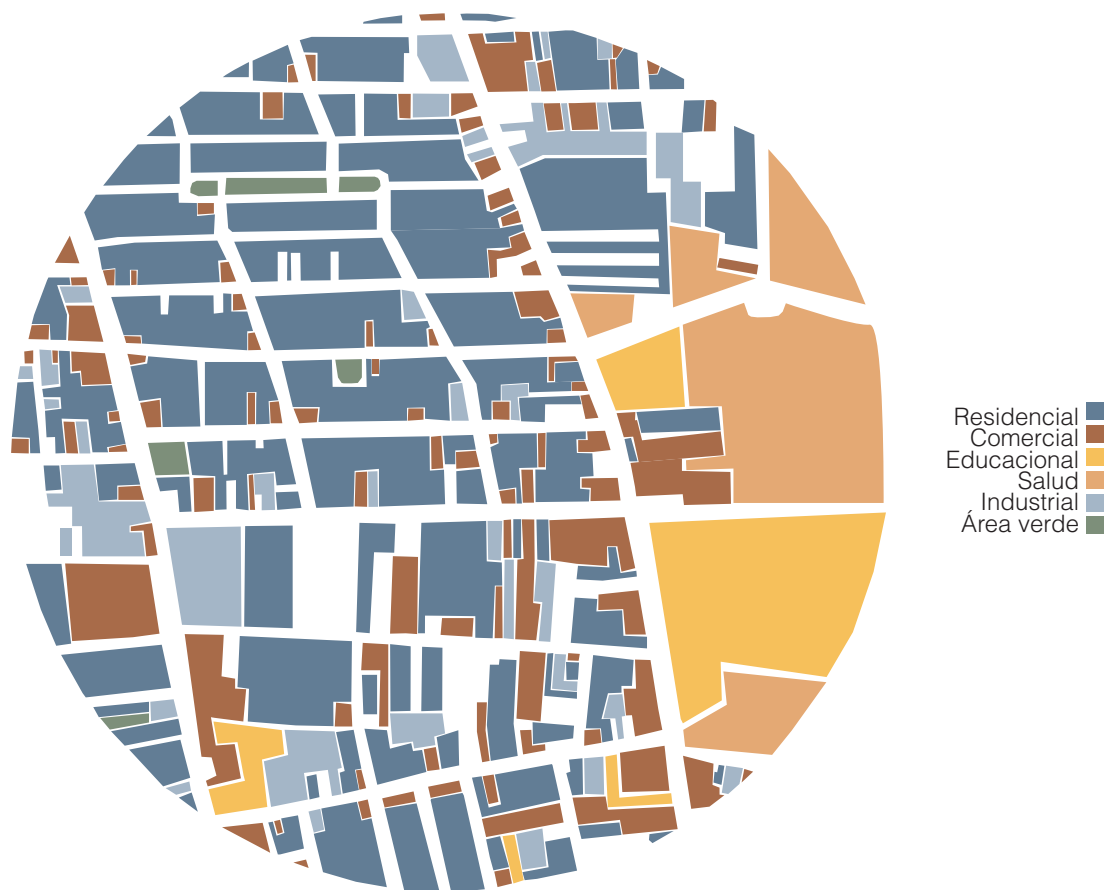 Residencial
Comercial
Educacional
Salud
Industrial
Área verde